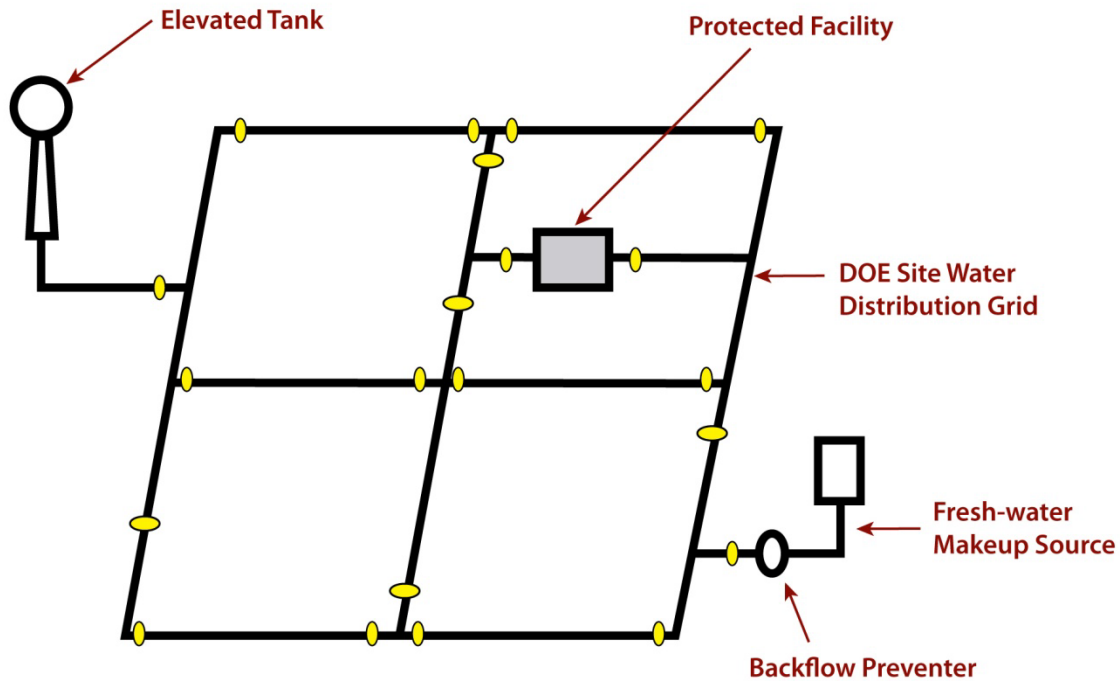 Elevated Tank
Protected Facility
DOE Site Water
Distribution Grid
Fresh-water
Makeup Source
Backflow Preventer